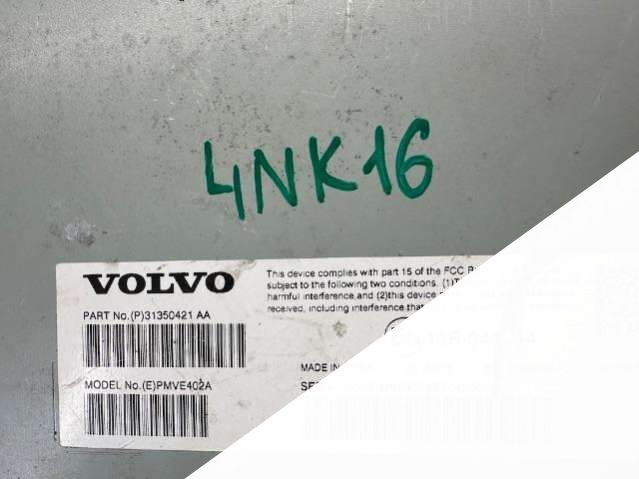 4NK16
VOLVO
This device complies with part 15 of the FCC
subject to the following two conditions. (1)
harmful interference, and (2)this device
received, including interference
PART No.(P)31350421 AA
MADE IN
MODEL No.(E)PMVE402A